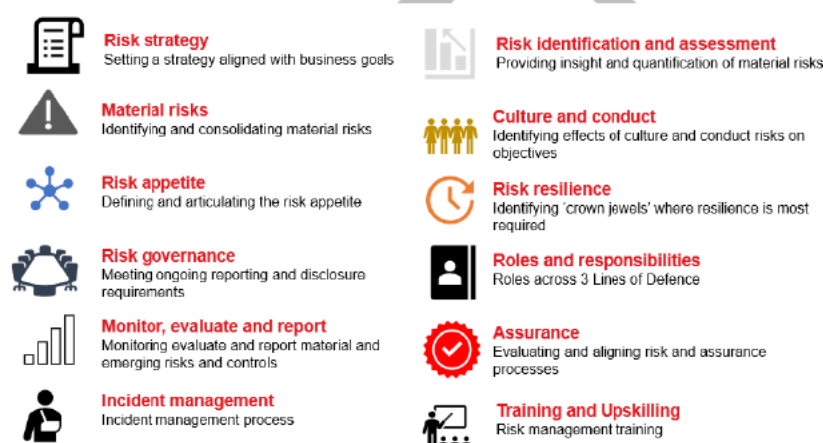 Risk strategy
Setting a strategy aligned with business goals
Material risks
Identifying and consolidating material risks
Risk appetite
Defining and articulating the risk appetite
Risk governance
Meeting ongoing reporting and disclosure
requirements
Monitor, evaluate and report
Monitoring evaluate and report material and
emerging risks and controls
Incident management
Incident management process
Risk identification and assessment
Providing insight and quantification of material risks
Culture and conduct
Identifying effects of culture and conduct risks on
objectives
Risk resilience
Identifying 'crown jewels' where resilience is most
required
Roles and responsibilities
Roles across 3 Lines of Defence
Assurance
Evaluating and aligning risk and assurance
processes
Training and Upskilling
Risk management training